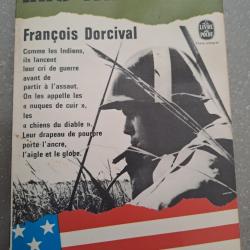 François Dorcival
LE LIVRE
DE POCHE
Comme les Indiens,
ils lancent
leur cri de guerre
avant de
partir à l'assaut.
On les appelle les
« nuques de cuir »,
les
« chiens du diable ».
Leur drapeau de pourpre
porte l'ancre,
l'aigle et le globe.